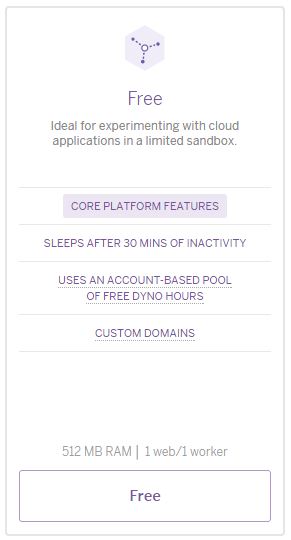 Free
Ideal for experimenting with cloud
applications in a limited sandbox.
CORE PLATFORM FEATURES
SLEEPS AFTER 30 MINS OF INACTIVITY
USES AN ACCOUNT-BASED POOL
OF FREE DYNO HOURS
CUSTOM DOMAINS
512 MB RAM | 1 web/1 worker
Free